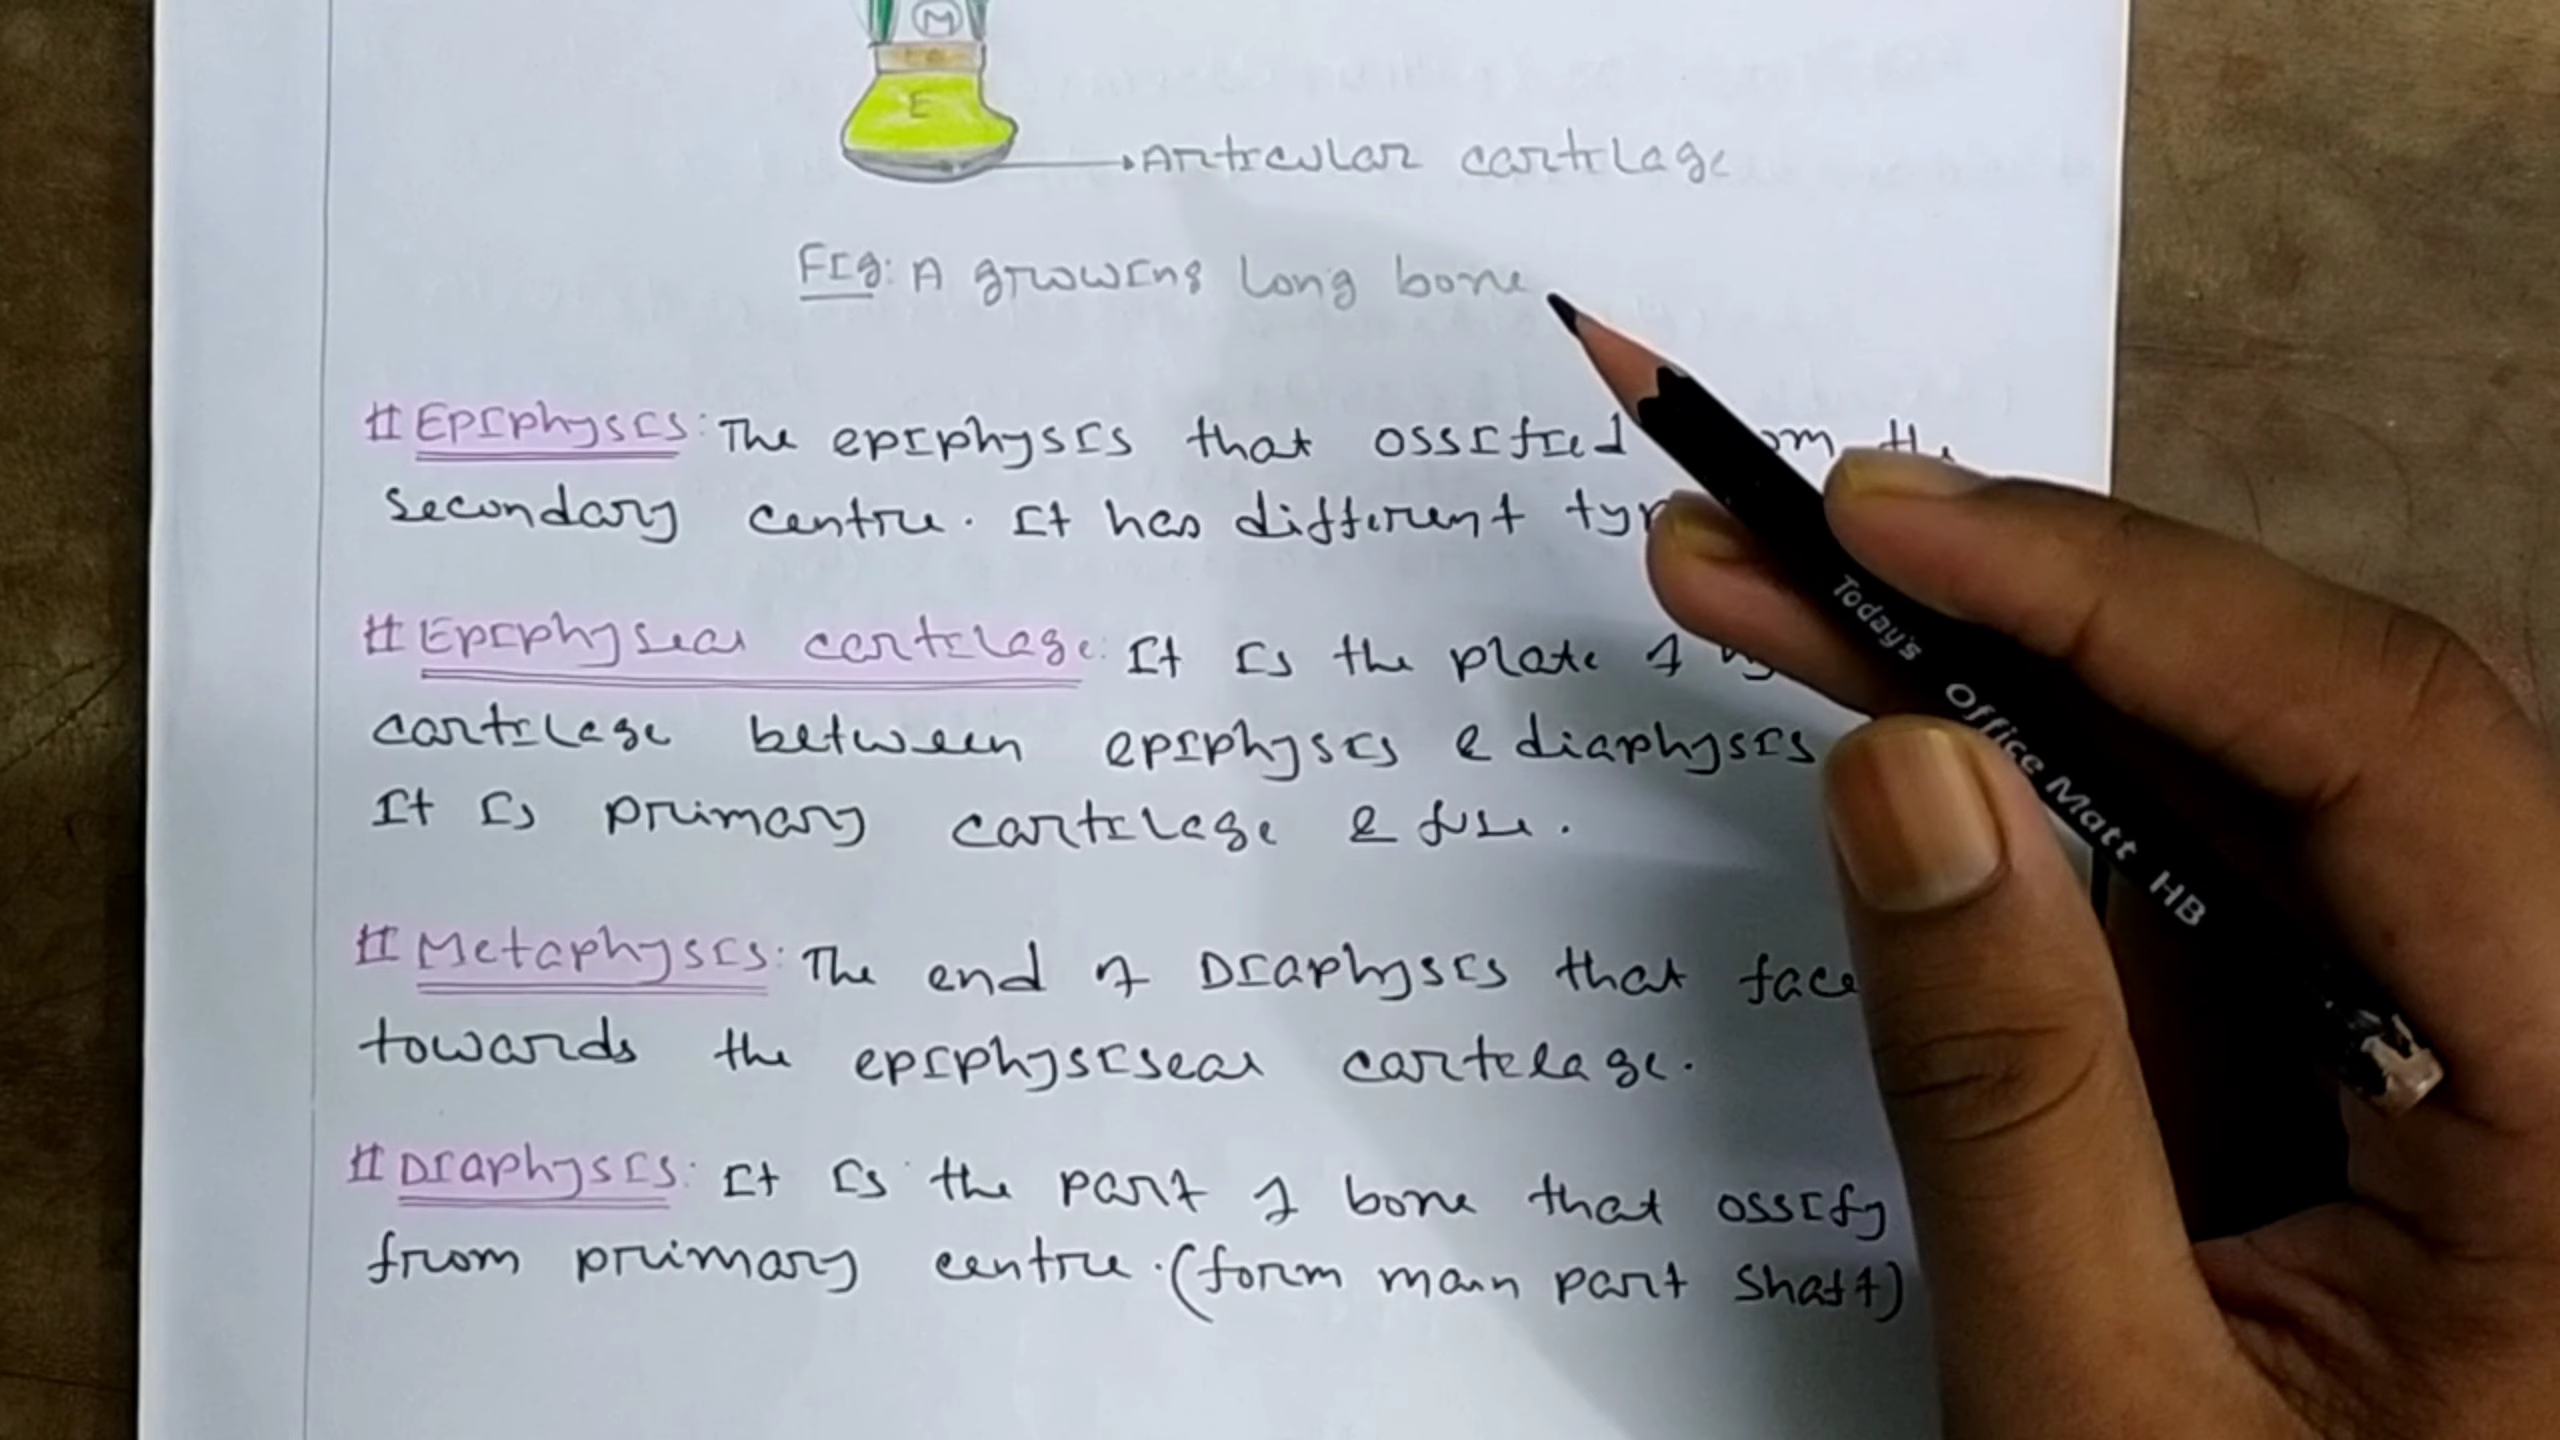 M
E
Articular cartilage
Fig: A growing long bone
# Epiphysis: The epiphysis that ossified the
secondary centre. It has different
# Epiphyseal cartilage: It is the plate of
cartilage between epiphysis & diaphysis
It is primary cartilage & fuse.
# Metaphysis: The end of Diaphysis that face
towards the epiphysiseal cartelage.
# Diaphysis: It is the part of bone that ossify
from primary centre. (form main part shaft)
Today's Office Matt HB